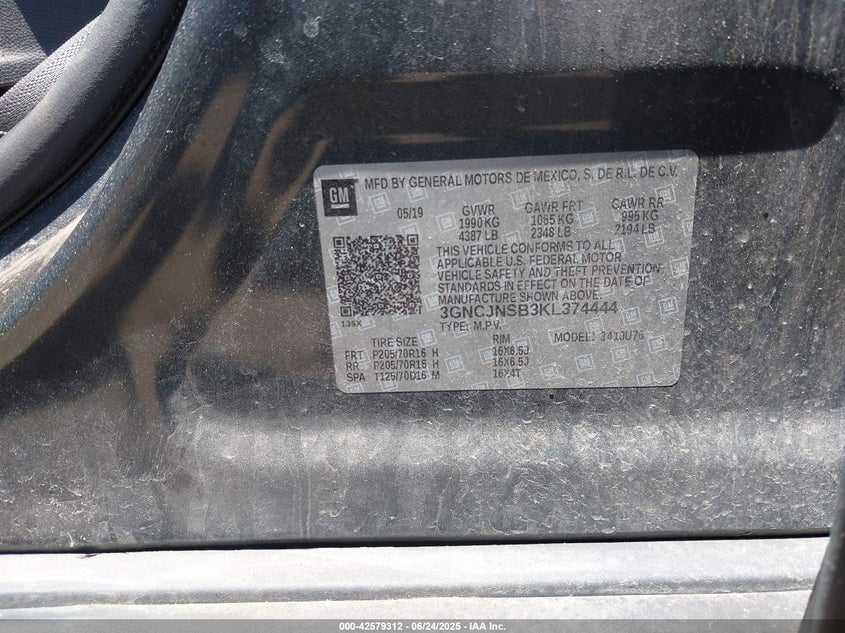 GM MFD BY GENERAL MOTORS DE MEXICO, S. DE R.L. DE C.V.
05/19 GVWR GAWR FRT GAWR RR
1990 KG 1065 KG 995 KG
4387 LB 2348 LB 2194 LB
THIS VEHICLE CONFORMS TO ALL
APPLICABLE U.S. FEDERAL MOTOR
VEHICLE SAFETY AND THEFT PREVENTION
STANDARDS IN EFFECT ON THE DATE OF
MANUFACTURE SHOWN ABOVE.
139X 3GNCJNSB3KL374444
TYPE: M.P.V. MODEL:
TIRE SIZE RIM
FRT P205/70R16 H 16X6.5J
RR P205/70R16 H 16X6.5J
SPA T125/70D16 M 16X4T
000-42579312 | 06/24/2025 | IAA Inc.